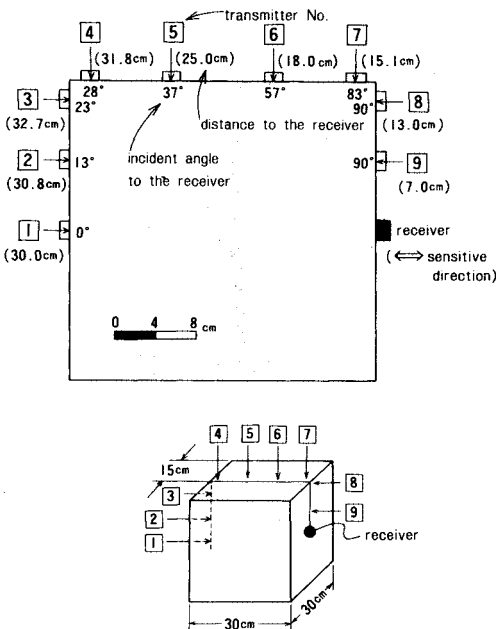 transmitter No.
4 5 6 7
(31.8cm) (25.0cm) (18.0cm) (15.1cm)
3 28° 37° 57° 83° 8
23° 90°
(32.7cm) distance to the receiver (13.0cm)
2 13° incident angle 90° 9
(30.8cm) to the receiver (7.0cm)
1 0° receiver
(30.0cm) (⇔ sensitive
direction)
0 4 8 cm
4 5 6 7
15cm
3 8
2 9
1 receiver
30cm 30cm